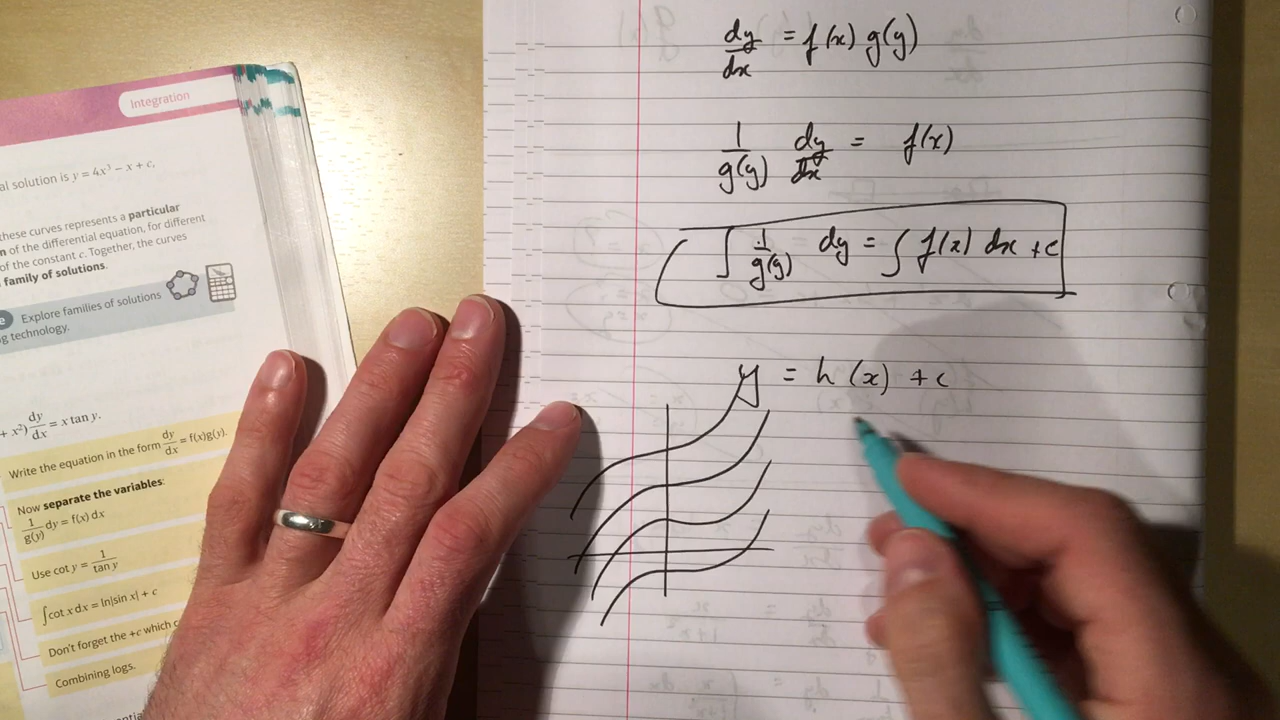 Integration
al solution is y = 4x³ − x + c,
these curves represents a particular
n of the differential equation, for different
of the constant c. Together, the curves
family of solutions.
e Explore families of solutions
g technology.
+ x²) dy/dx = x tan y.
Write the equation in the form dy/dx = f(x)g(y).
Now separate the variables:
1/g(y) dy = f(x) dx
Use cot y = 1/tan y
∫cot x dx = ln|sin x| + c
Don't forget the +c which c
Combining logs.
dy/dx = f(x) g(y)
1/g(y) dy/dx = f(x)
∫ 1/g(y) dy = ∫ f(x) dx + c
y = h(x) + c